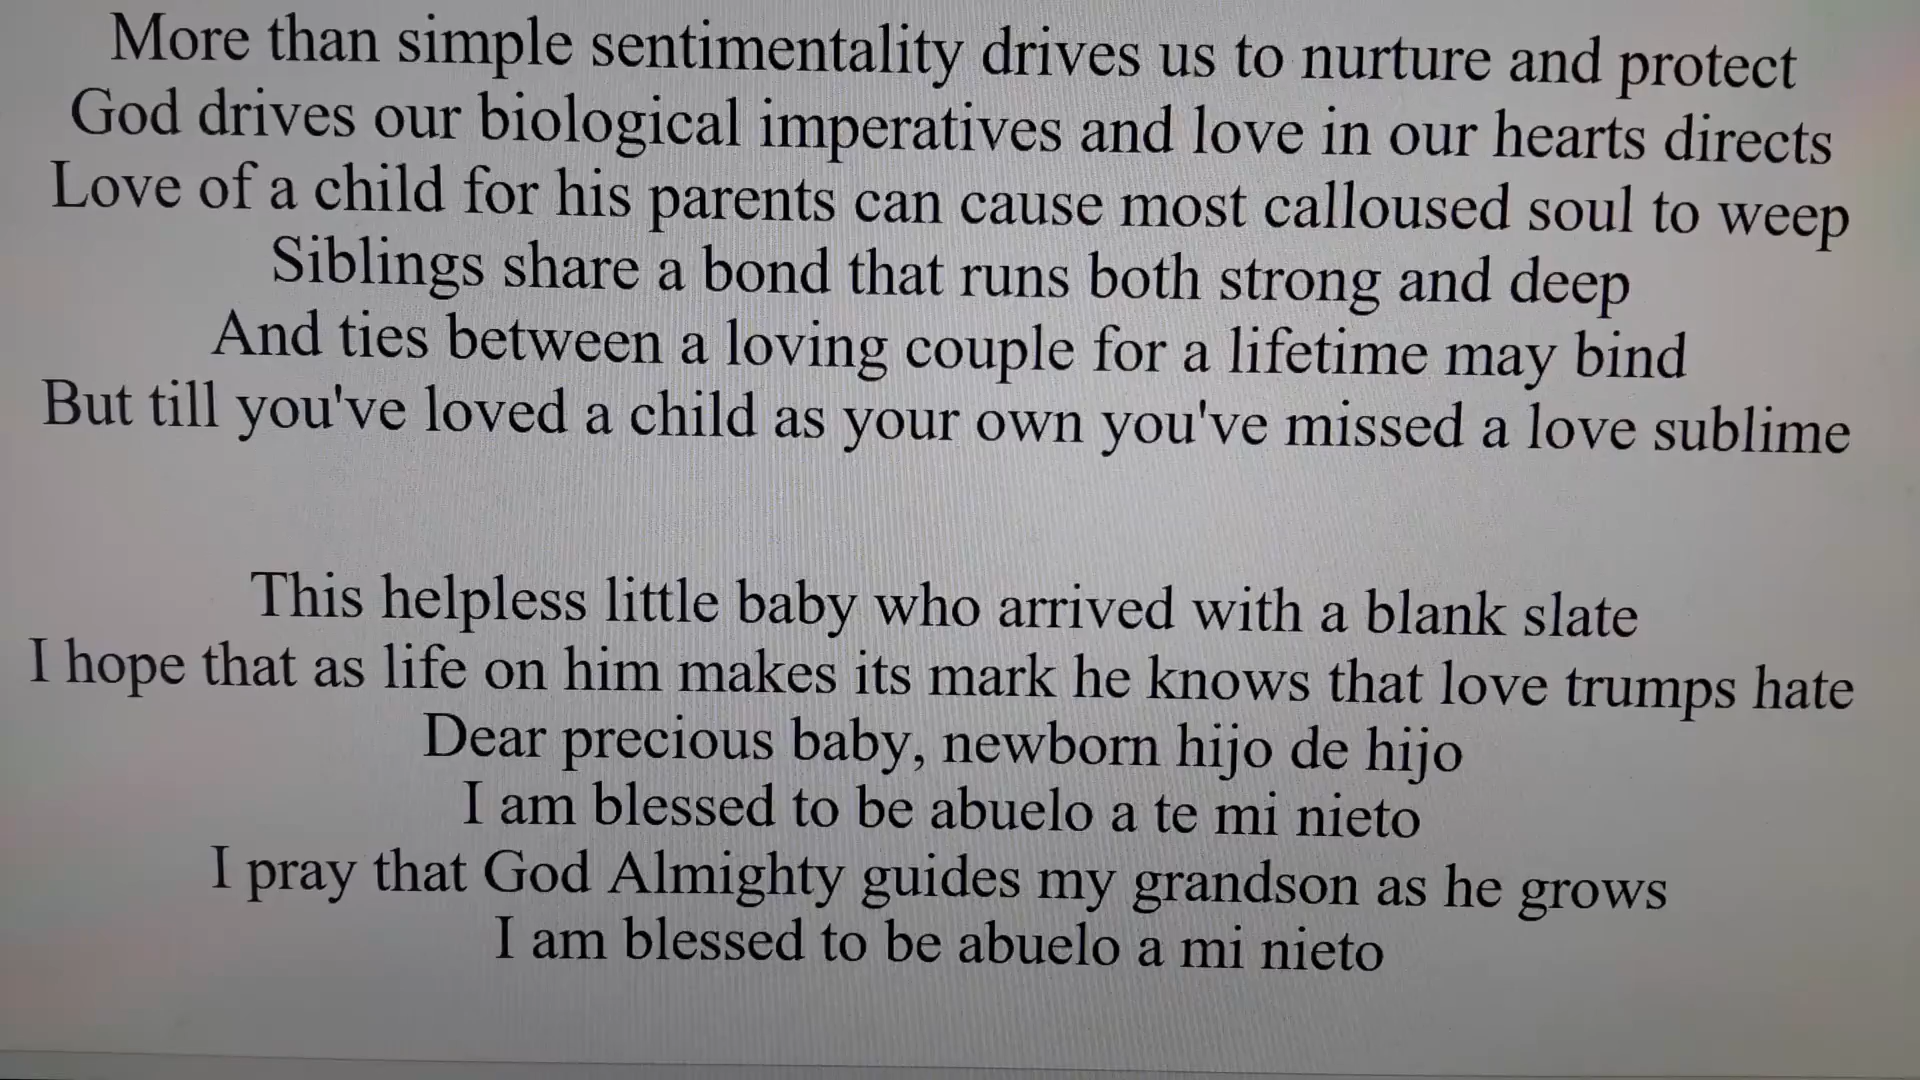 More than simple sentimentality drives us to nurture and protect
God drives our biological imperatives and love in our hearts directs
Love of a child for his parents can cause most calloused soul to weep
Siblings share a bond that runs both strong and deep
And ties between a loving couple for a lifetime may bind
But till you've loved a child as your own you've missed a love sublime
This helpless little baby who arrived with a blank slate
I hope that as life on him makes its mark he knows that love trumps hate
Dear precious baby, newborn hijo de hijo
I am blessed to be abuelo a te mi nieto
I pray that God Almighty guides my grandson as he grows
I am blessed to be abuelo a mi nieto